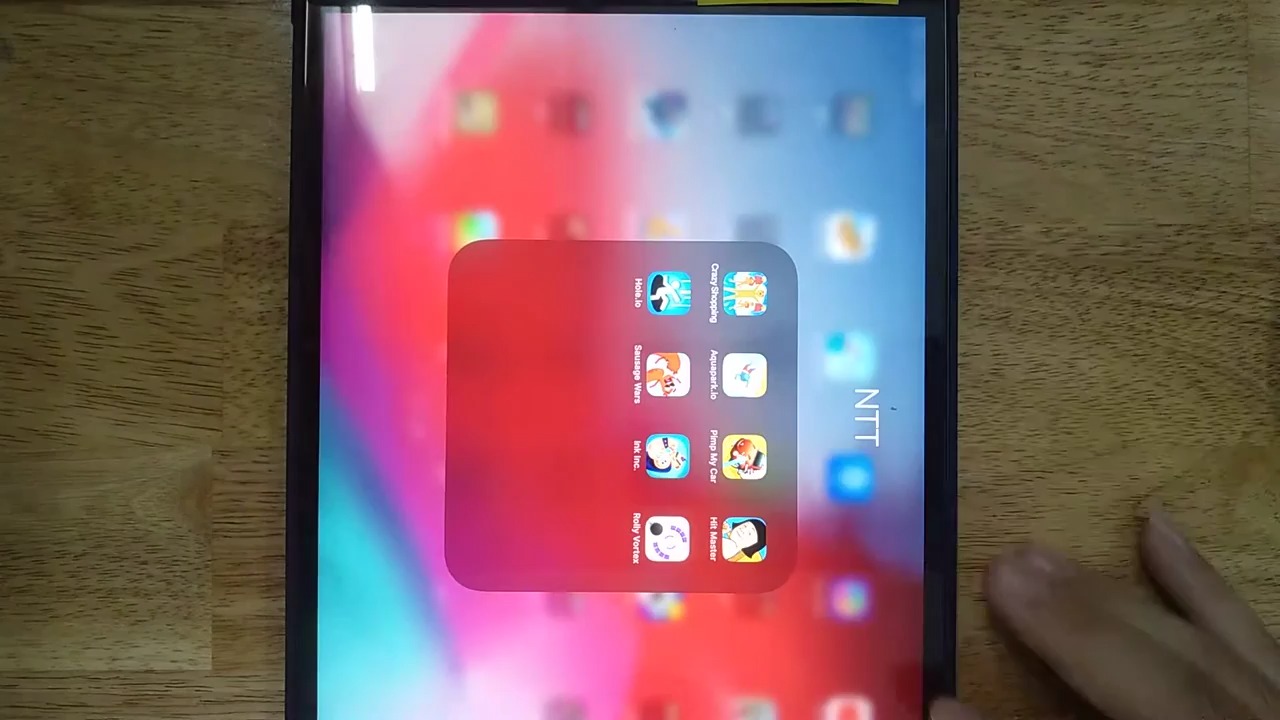 NTT
Crazy Shopping
Aquapark.io
Pimp My Car
Hit Master
Hole.io
Sausage Wars
Ink Inc.
Rolly Vortex